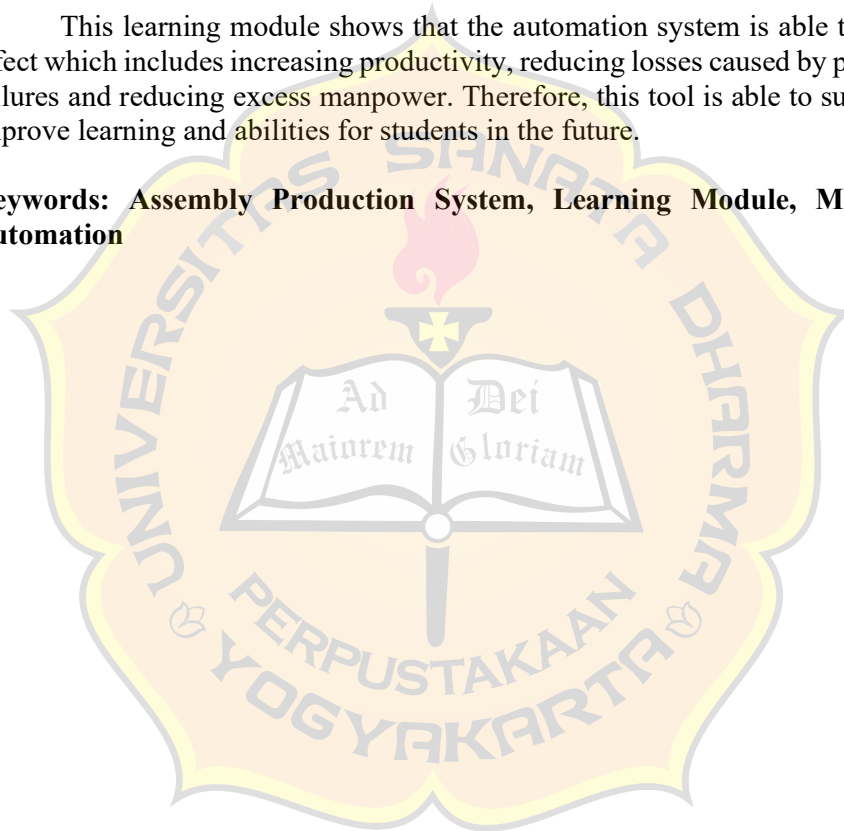 This learning module shows that the automation system is able t
fect which includes increasing productivity, reducing losses caused by p
lures and reducing excess manpower. Therefore, this tool is able to su
prove learning and abilities for students in the future.
eywords: Assembly Production System, Learning Module, M
utomation
UNIVERSITAS SANATA DHARMA
Ad Dei
Maiorem Gloriam
PERPUSTAKAAN
YOGYAKARTA